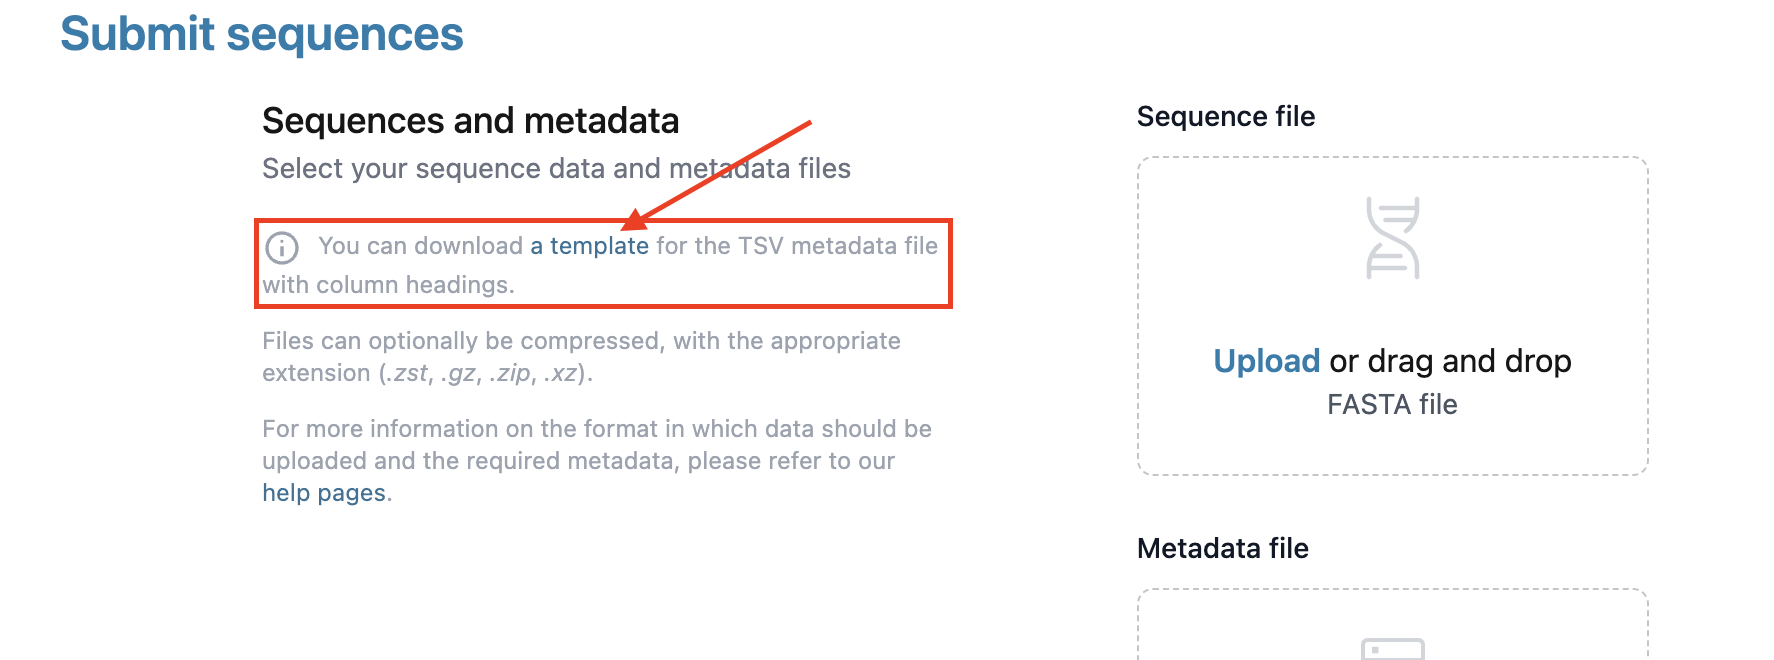 Submit sequences
Sequences and metadata
Select your sequence data and metadata files
You can download a template for the TSV metadata file
with column headings.
Files can optionally be compressed, with the appropriate
extension (.zst, .gz, .zip, .xz).
For more information on the format in which data should be
uploaded and the required metadata, please refer to our
help pages.
Sequence file
Upload or drag and drop
FASTA file
Metadata file